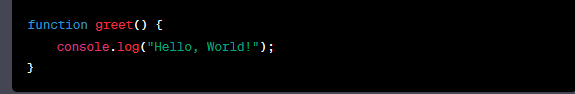 function greet() {
    console.log("Hello, World!");
}